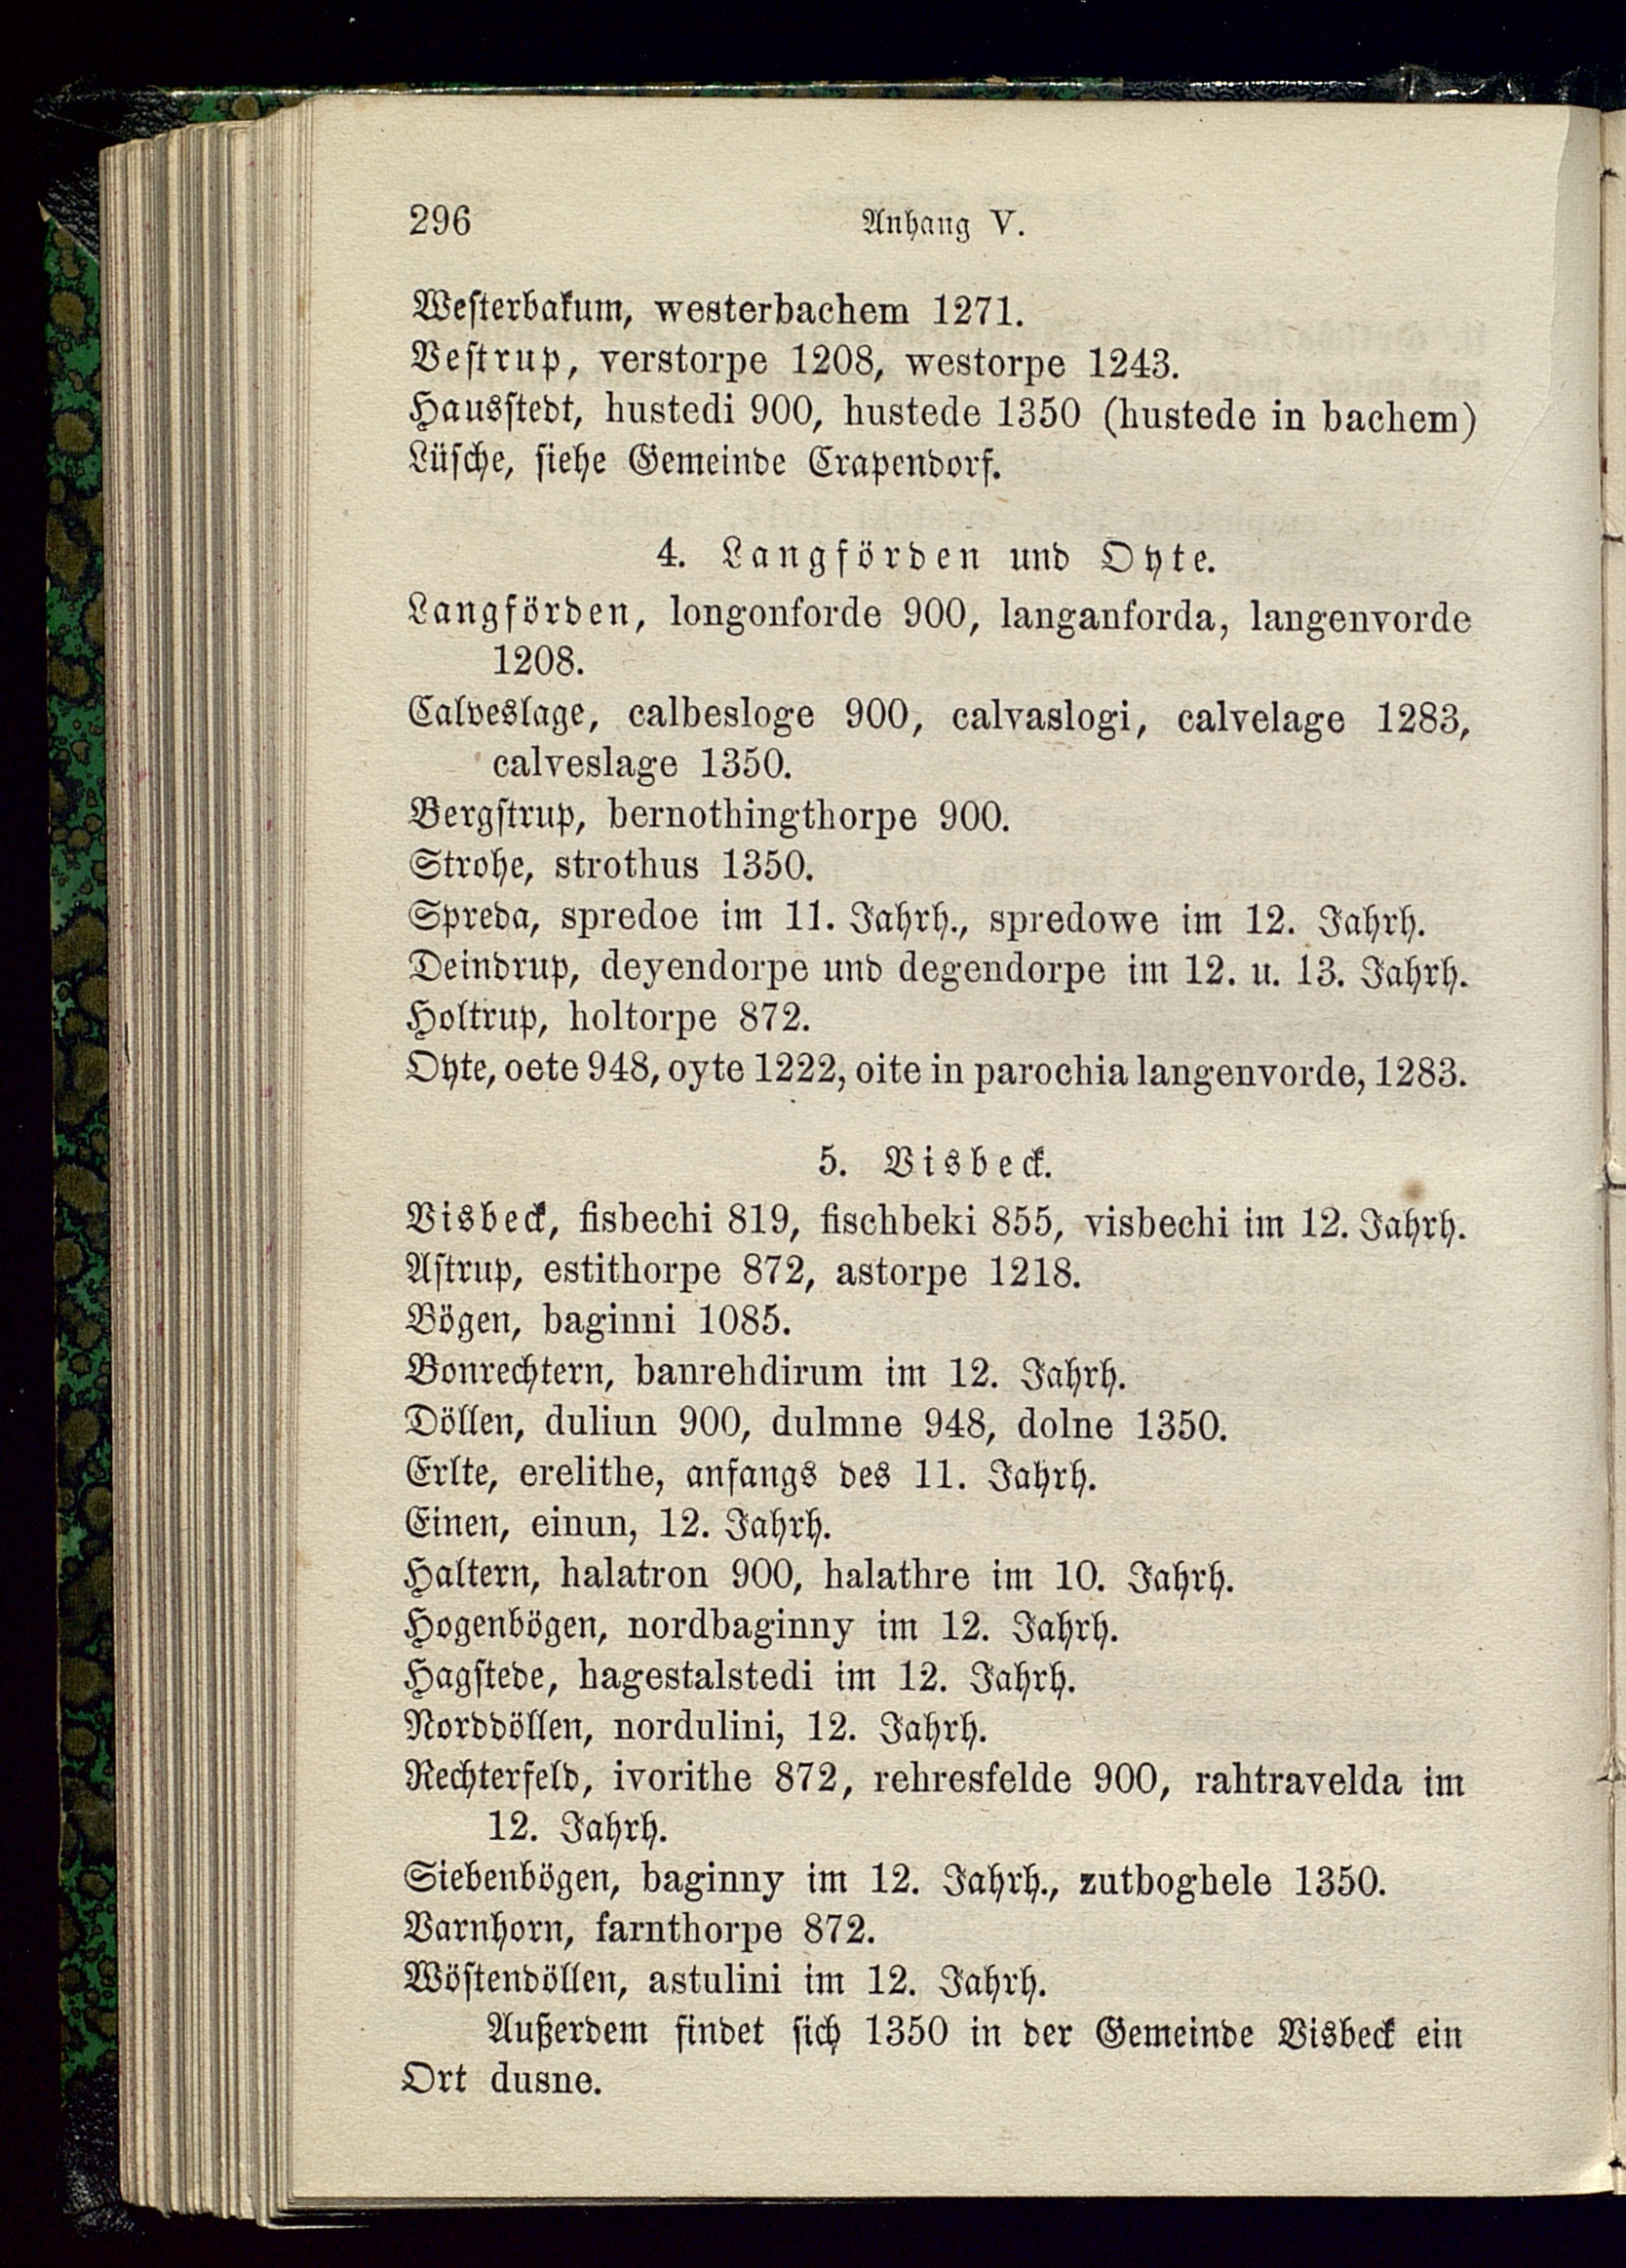 296 Anhang V.
Westerbakum, westerbachem 1271.
Vestrup, verstorpe 1208, westorpe 1243.
Hausstedt, hustedi 900, hustede 1350 (hustede in bachem)
Lüsche, siehe Gemeinde Crapendorf.
4. Langförden und Oyte.
Langförden, longonforde 900, langanforda, langenvorde
1208.
Calveslage, calbesloge 900, calvaslogi, calvelage 1283,
calveslage 1350.
Bergstrup, bernothingthorpe 900.
Strohe, strothus 1350.
Spreda, spredoe im 11. Jahrh., spredowe im 12. Jahrh.
Deindrup, deyendorpe und degendorpe im 12. u. 13. Jahrh.
Holtrup, holtorpe 872.
Oyte, oete 948, oyte 1222, oite in parochia langenvorde, 1283.
5. Visbeck.
Visbeck, fisbechi 819, fischbeki 855, visbechi im 12. Jahrh.
Astrup, estithorpe 872, astorpe 1218.
Bögen, baginni 1085.
Bonrechtern, banrehdirum im 12. Jahrh.
Döllen, duliun 900, dulmne 948, dolne 1350.
Erlte, erelithe, anfangs des 11. Jahrh.
Einen, einun, 12. Jahrh.
Haltern, halatron 900, halathre im 10. Jahrh.
Hogenbögen, nordbaginny im 12. Jahrh.
Hagstede, hagestalstedi im 12. Jahrh.
Norddöllen, nordulini, 12. Jahrh.
Rechterfeld, ivorithe 872, rehresfelde 900, rahtravelda im
12. Jahrh.
Siebenbögen, baginny im 12. Jahrh., zutboghele 1350.
Varnhorn, farnthorpe 872.
Wöstendöllen, astulini im 12. Jahrh.
Außerdem findet sich 1350 in der Gemeinde Visbeck ein
Ort dusne.